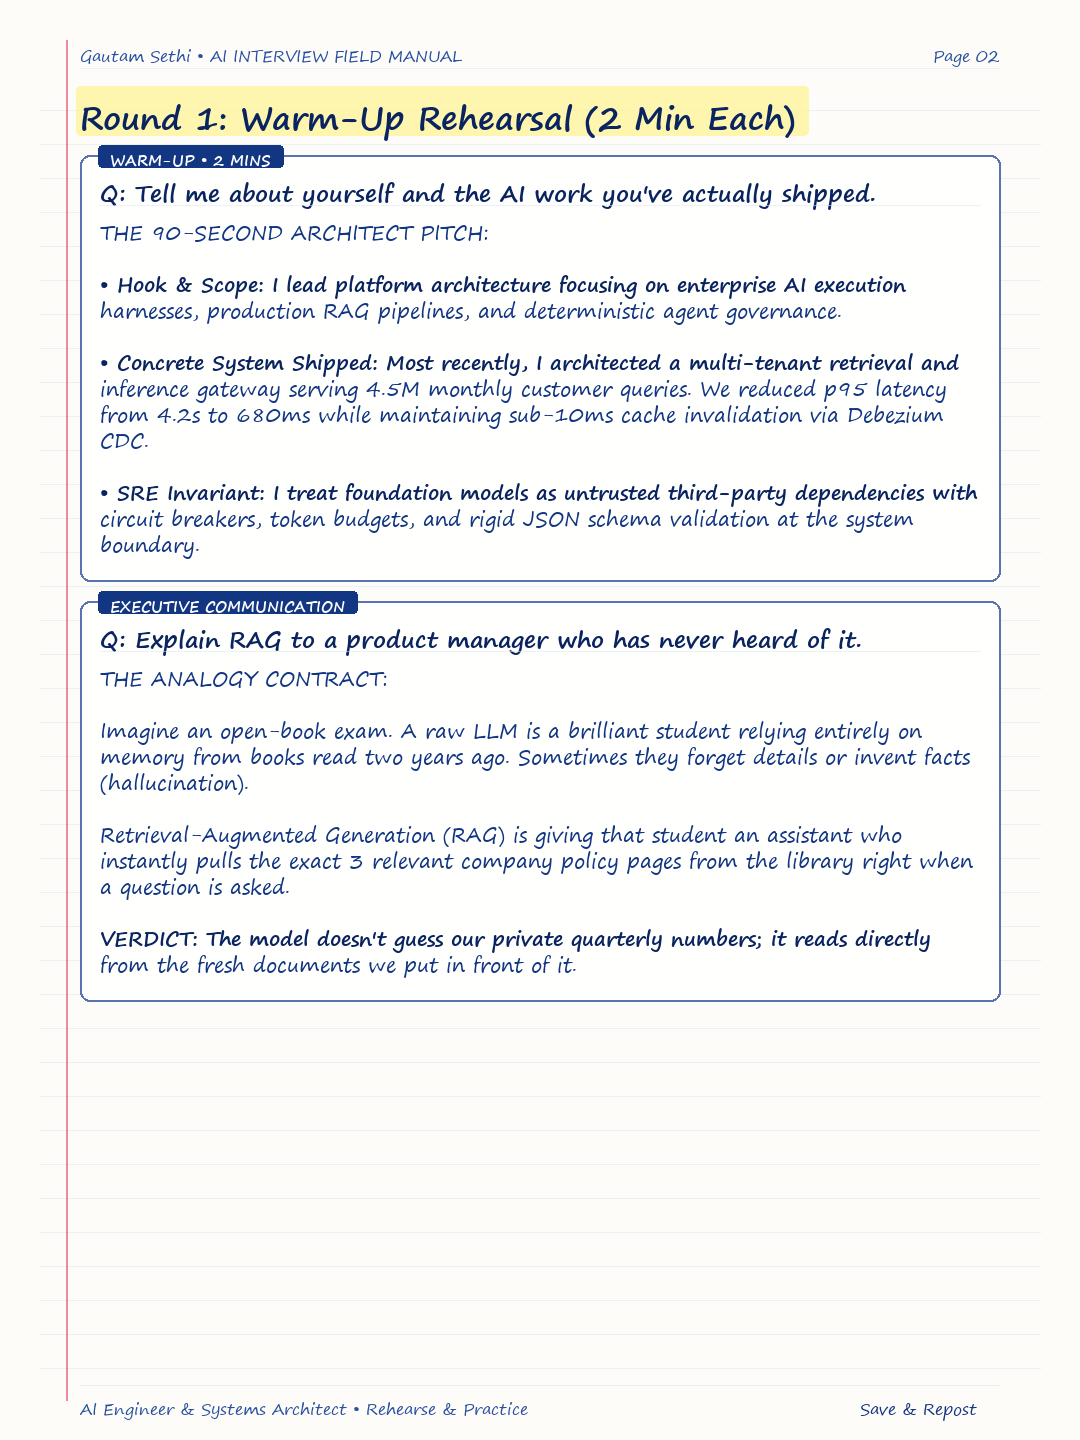 Gautam Sethi • AI INTERVIEW FIELD MANUAL
Page 02
Round 1: Warm-Up Rehearsal (2 Min Each)
WARM-UP • 2 MINS
Q: Tell me about yourself and the AI work you've actually shipped.
THE 90-SECOND ARCHITECT PITCH:
• Hook & Scope: I lead platform architecture focusing on enterprise AI execution
harnesses, production RAG pipelines, and deterministic agent governance.
• Concrete System Shipped: Most recently, I architected a multi-tenant retrieval and
inference gateway serving 4.5M monthly customer queries. We reduced p95 latency
from 4.2s to 680ms while maintaining sub-10ms cache invalidation via Debezium
CDC.
• SRE Invariant: I treat foundation models as untrusted third-party dependencies with
circuit breakers, token budgets, and rigid JSON schema validation at the system
boundary.
EXECUTIVE COMMUNICATION
Q: Explain RAG to a product manager who has never heard of it.
THE ANALOGY CONTRACT:
Imagine an open-book exam. A raw LLM is a brilliant student relying entirely on
memory from books read two years ago. Sometimes they forget details or invent facts
(hallucination).
Retrieval-Augmented Generation (RAG) is giving that student an assistant who
instantly pulls the exact 3 relevant company policy pages from the library right when
a question is asked.
VERDICT: The model doesn't guess our private quarterly numbers; it reads directly
from the fresh documents we put in front of it.
AI Engineer & Systems Architect • Rehearse & Practice
Save & Repost